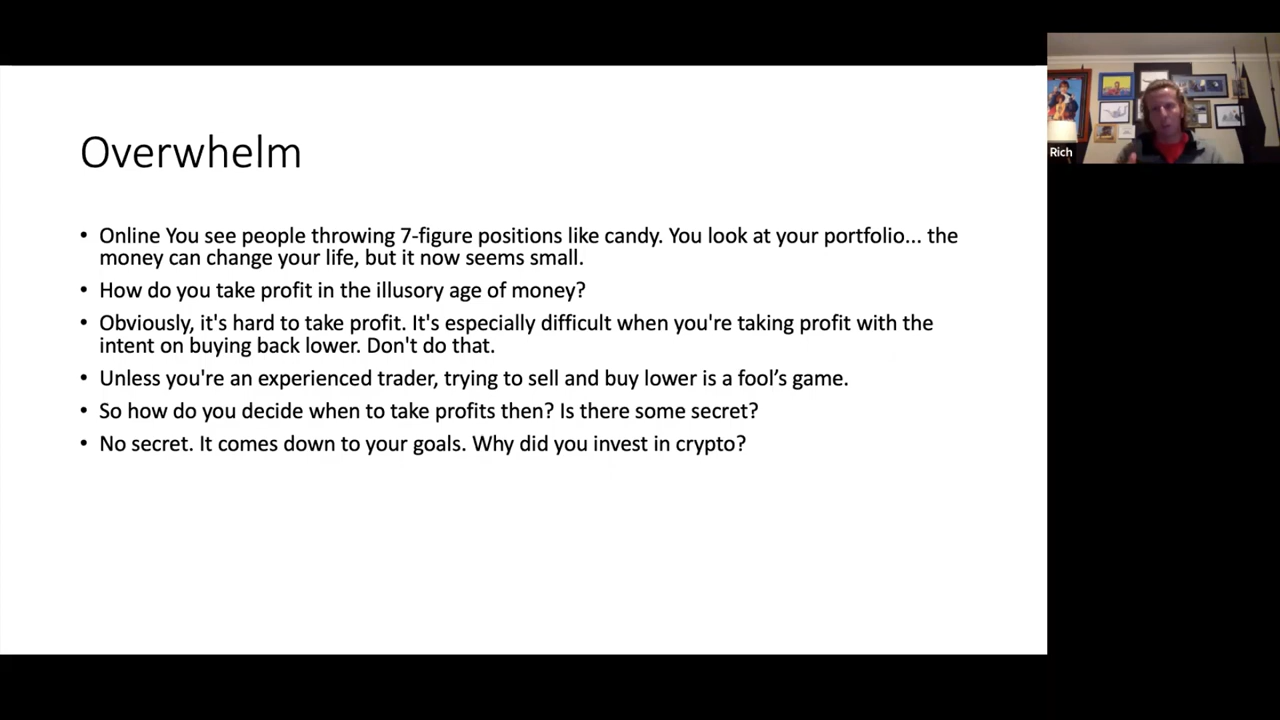 Overwhelm
• Online You see people throwing 7-figure positions like candy. You look at your portfolio... the
money can change your life, but it now seems small.
• How do you take profit in the illusory age of money?
• Obviously, it's hard to take profit. It's especially difficult when you're taking profit with the
intent on buying back lower. Don't do that.
• Unless you're an experienced trader, trying to sell and buy lower is a fool’s game.
• So how do you decide when to take profits then? Is there some secret?
• No secret. It comes down to your goals. Why did you invest in crypto?
Rich